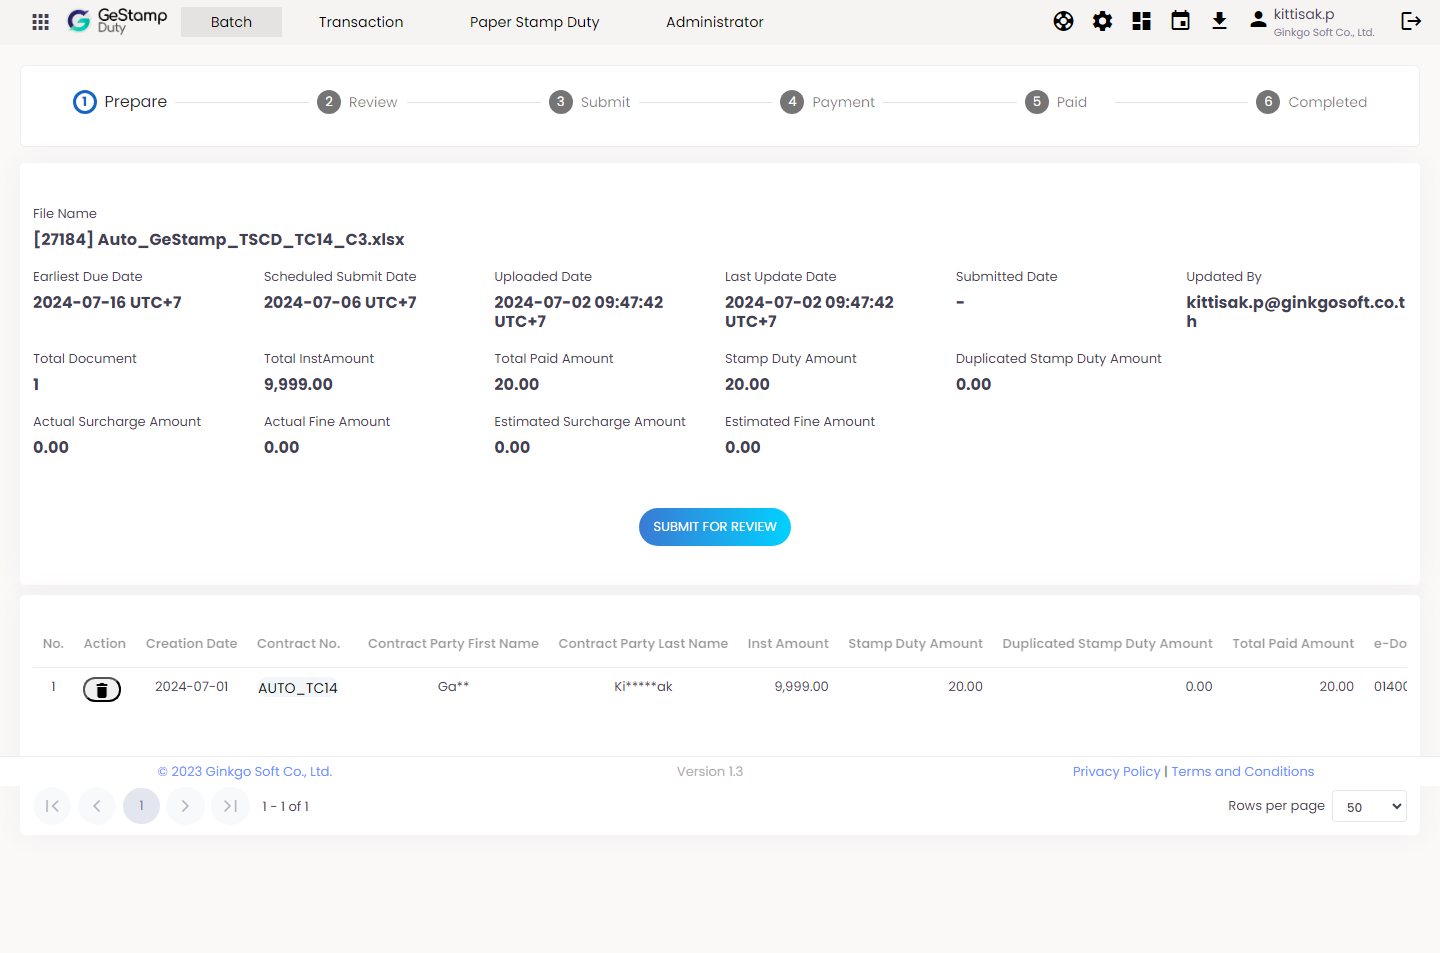 GeStamp
Duty
Batch
Transaction
Paper Stamp Duty
Administrator
kittisak.p
Ginkgo Soft Co., Ltd.
1 Prepare
2 Review
3 Submit
4 Payment
5 Paid
6 Completed
File Name
[27184] Auto_GeStamp_TSCD_TC14_C3.xlsx
Earliest Due Date
2024-07-16 UTC+7
Scheduled Submit Date
2024-07-06 UTC+7
Uploaded Date
2024-07-02 09:47:42
UTC+7
Last Update Date
2024-07-02 09:47:42
UTC+7
Submitted Date
-
Updated By
kittisak.p@ginkgosoft.co.t
h
Total Document
1
Total InstAmount
9,999.00
Total Paid Amount
20.00
Stamp Duty Amount
20.00
Duplicated Stamp Duty Amount
0.00
Actual Surcharge Amount
0.00
Actual Fine Amount
0.00
Estimated Surcharge Amount
0.00
Estimated Fine Amount
0.00
SUBMIT FOR REVIEW
No. Action Creation Date Contract No. Contract Party First Name Contract Party Last Name Inst Amount Stamp Duty Amount Duplicated Stamp Duty Amount Total Paid Amount e-Do
1 2024-07-01 AUTO_TC14 Ga** Ki*****ak 9,999.00 20.00 0.00 20.00 0140
© 2023 Ginkgo Soft Co., Ltd.
Version 1.3
Privacy Policy | Terms and Conditions
1
1 - 1 of 1
Rows per page 50